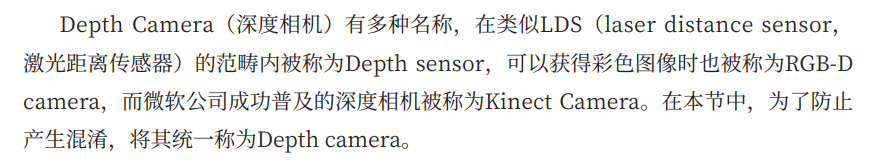 Depth Camera（深度相机）有多种名称，在类似LDS（laser distance sensor，
激光距离传感器）的范畴内被称为Depth sensor，可以获得彩色图像时也被称为RGB-D
camera，而微软公司成功普及的深度相机被称为Kinect Camera。在本节中，为了防止
产生混淆，将其统一称为Depth camera。